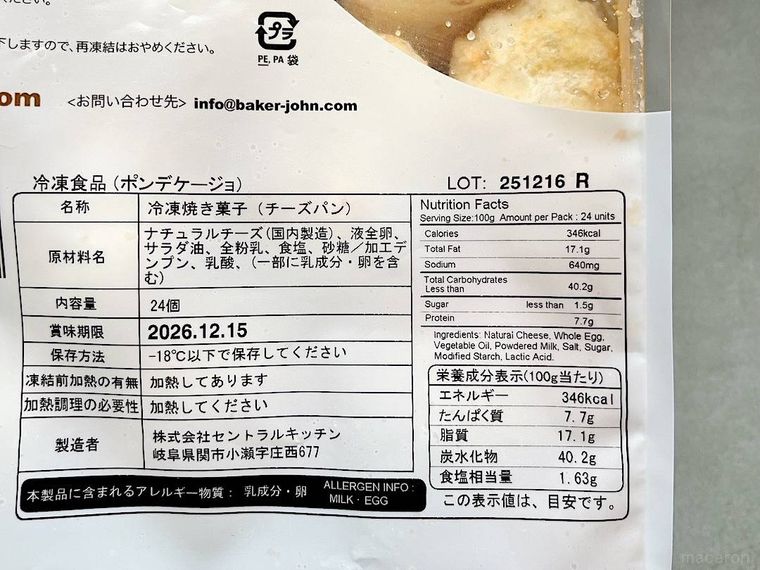 ださい。
下しますので、再凍結はおやめください。
プラ
PE, PA 袋
om <お問い合わせ先> info@baker-john.com
冷凍食品 (ポンデケージョ)
名称 冷凍焼き菓子 (チーズパン)
原材料名 ナチュラルチーズ (国内製造)、液全卵、
サラダ油、全粉乳、食塩、砂糖／加工デ
ンプン、乳酸、(一部に乳成分・卵を含
む)
内容量 24個
賞味期限 2026.12.15
保存方法 -18℃以下で保存してください
凍結前加熱の有無 加熱してあります
加熱調理の必要性 加熱してください
製造者 株式会社セントラルキッチン
岐阜県関市小瀬字庄西677
本製品に含まれるアレルギー物質： 乳成分・卵 ALLERGEN INFO :
MILK・EGG
LOT: 251216 R
Nutrition Facts
Serving Size:100g Amount per Pack : 24 units
Calories 346kcal
Total Fat 17.1g
Sodium 640mg
Total Carbohydrates
Less than 40.2g
Sugar less than 1.5g
Protein 7.7g
Ingredients: Natural Cheese, Whole Egg,
Vegetable Oil, Powdered Milk, Salt, Sugar,
Modified Starch, Lactic Acid.
栄養成分表示(100g当たり)
エネルギー 346kcal
たんぱく質 7.7g
脂質 17.1g
炭水化物 40.2g
食塩相当量 1.63g
この表示値は、目安です。
macaroni